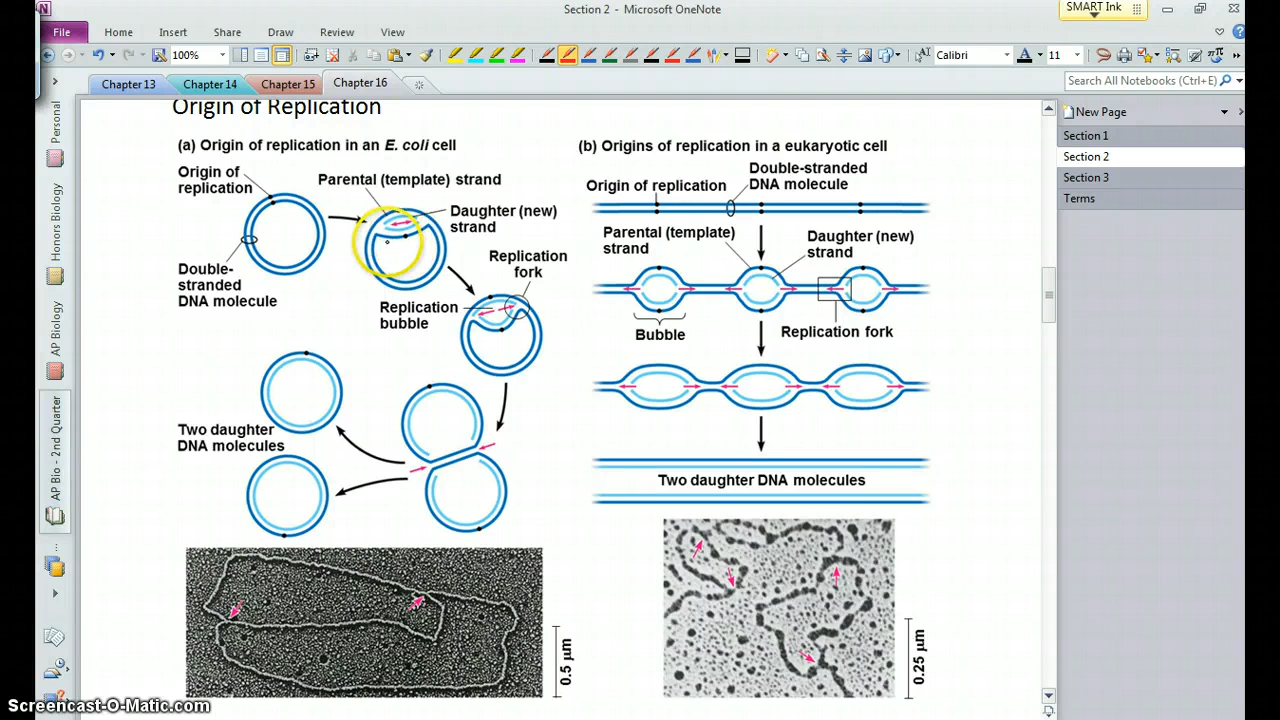 Section 2 - Microsoft OneNote
SMART Ink
File Home Insert Share Draw Review View
100%
Calibri
11
Chapter 13 Chapter 14 Chapter 15 Chapter 16
Search All Notebooks (Ctrl+E)
Personal
Honors Biology
AP Biology
AP Bio - 2nd Quarter
New Page
Section 1
Section 2
Section 3
Terms
Origin of Replication
(a) Origin of replication in an E. coli cell
Origin of
replication
Parental (template) strand
Daughter (new)
strand
Replication
fork
Double-
stranded
DNA molecule
Replication
bubble
Two daughter
DNA molecules
0.5 μm
(b) Origins of replication in a eukaryotic cell
Origin of replication
Double-stranded
DNA molecule
Parental (template)
strand
Daughter (new)
strand
Bubble
Replication fork
Two daughter DNA molecules
0.25 μm
Screencast-O-Matic.com